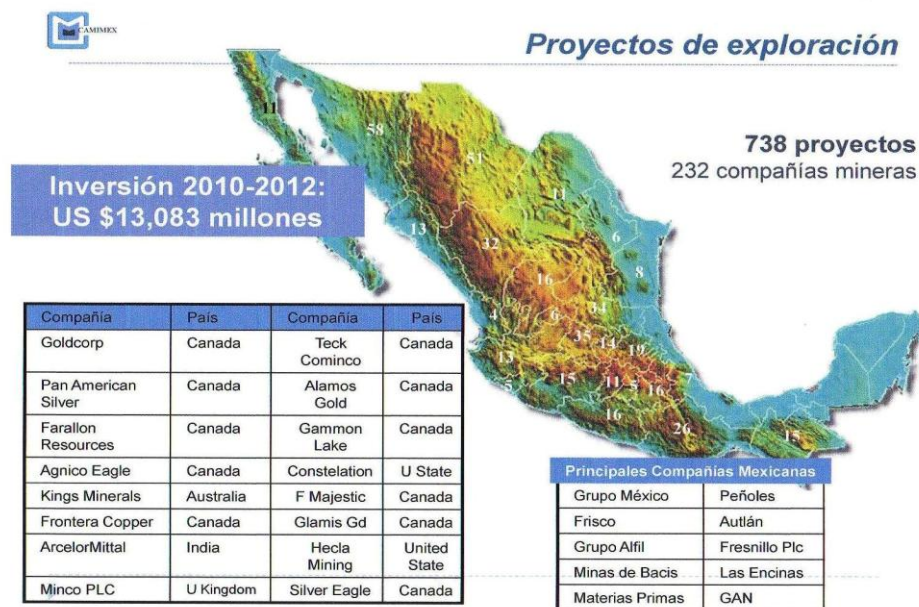 CAMIMEX
Proyectos de exploración
738 proyectos
232 compañías mineras
Inversión 2010-2012:
US $13,083 millones
11
58
51
11
13
32
6
8
16
34
4
6
35
14
19
13
5
15
11
5
16
7
16
26
15
Compañía País Compañía País
Goldcorp Canada Teck Cominco Canada
Pan American Silver Canada Alamos Gold Canada
Farallon Resources Canada Gammon Lake Canada
Agnico Eagle Canada Constelation U State
Kings Minerals Australia F Majestic Canada
Frontera Copper Canada Glamis Gd Canada
ArcelorMittal India Hecla Mining United State
Minco PLC U Kingdom Silver Eagle Canada
Principales Compañías Mexicanas
Grupo México Peñoles
Frisco Autlán
Grupo Alfil Fresnillo Plc
Minas de Bacis Las Encinas
Materias Primas GAN